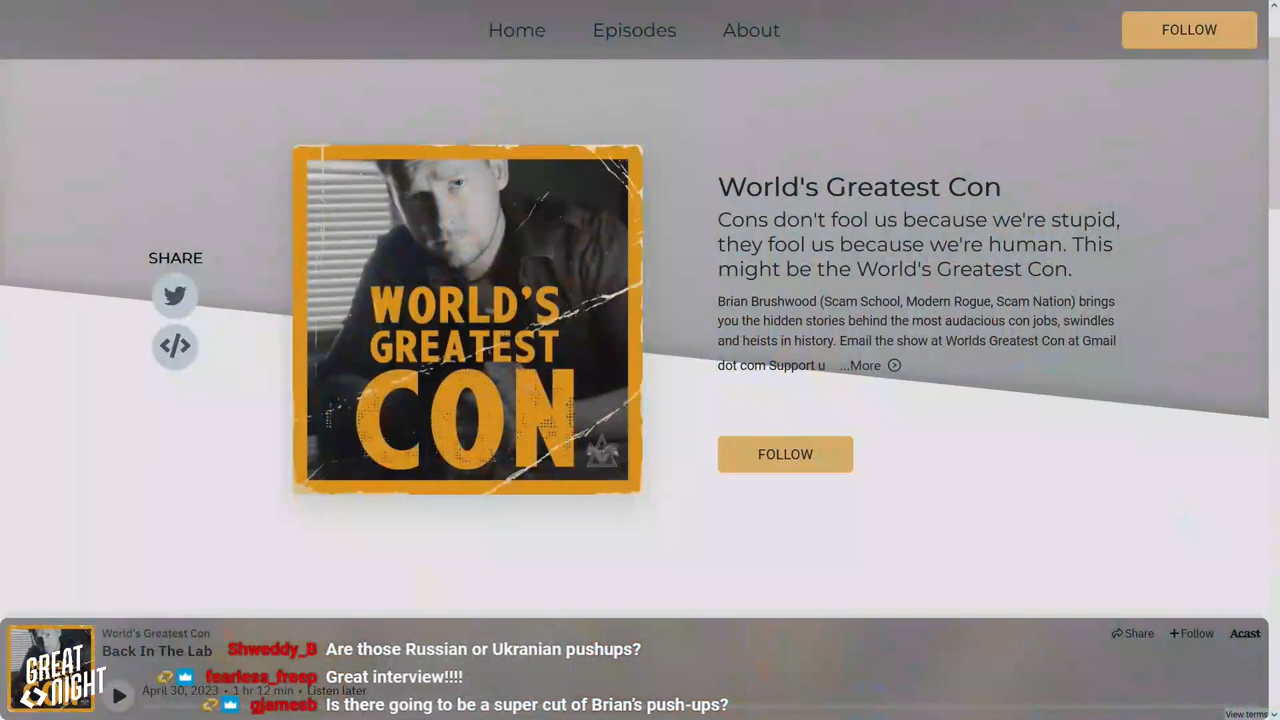 Home Episodes About FOLLOW
SHARE
WORLD'S
GREATEST
CON
World's Greatest Con
Cons don't fool us because we're stupid,
they fool us because we're human. This
might be the World's Greatest Con.
Brian Brushwood (Scam School, Modern Rogue, Scam Nation) brings
you the hidden stories behind the most audacious con jobs, swindles
and heists in history. Email the show at Worlds Greatest Con at Gmail
dot com Support u ...More
FOLLOW
World's Greatest Con
Back In The Lab
April 30, 2023 • 1 hr 12 min • Listen later
Share Follow Acast
GREAT
NIGHT
Shweddy_B Are those Russian or Ukranian pushups?
fearless_freep Great interview!!!!
gjamesb Is there going to be a super cut of Brian's push-ups?
View terms